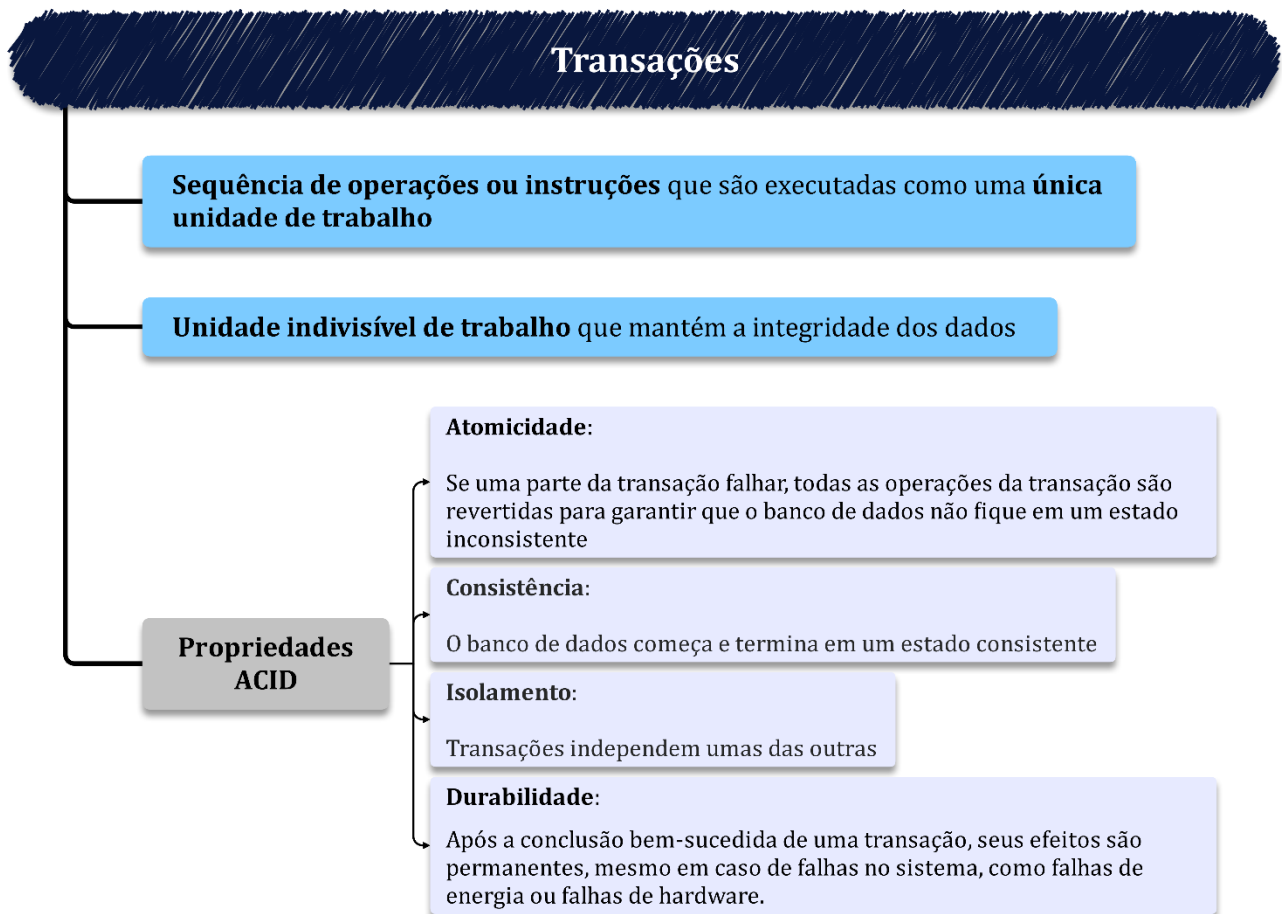 Transações
Sequência de operações ou instruções que são executadas como uma única
unidade de trabalho
Unidade indivisível de trabalho que mantém a integridade dos dados
Propriedades
ACID
Atomicidade:
Se uma parte da transação falhar, todas as operações da transação são
revertidas para garantir que o banco de dados não fique em um estado
inconsistente
Consistência:
O banco de dados começa e termina em um estado consistente
Isolamento:
Transações independem umas das outras
Durabilidade:
Após a conclusão bem-sucedida de uma transação, seus efeitos são
permanentes, mesmo em caso de falhas no sistema, como falhas de
energia ou falhas de hardware.